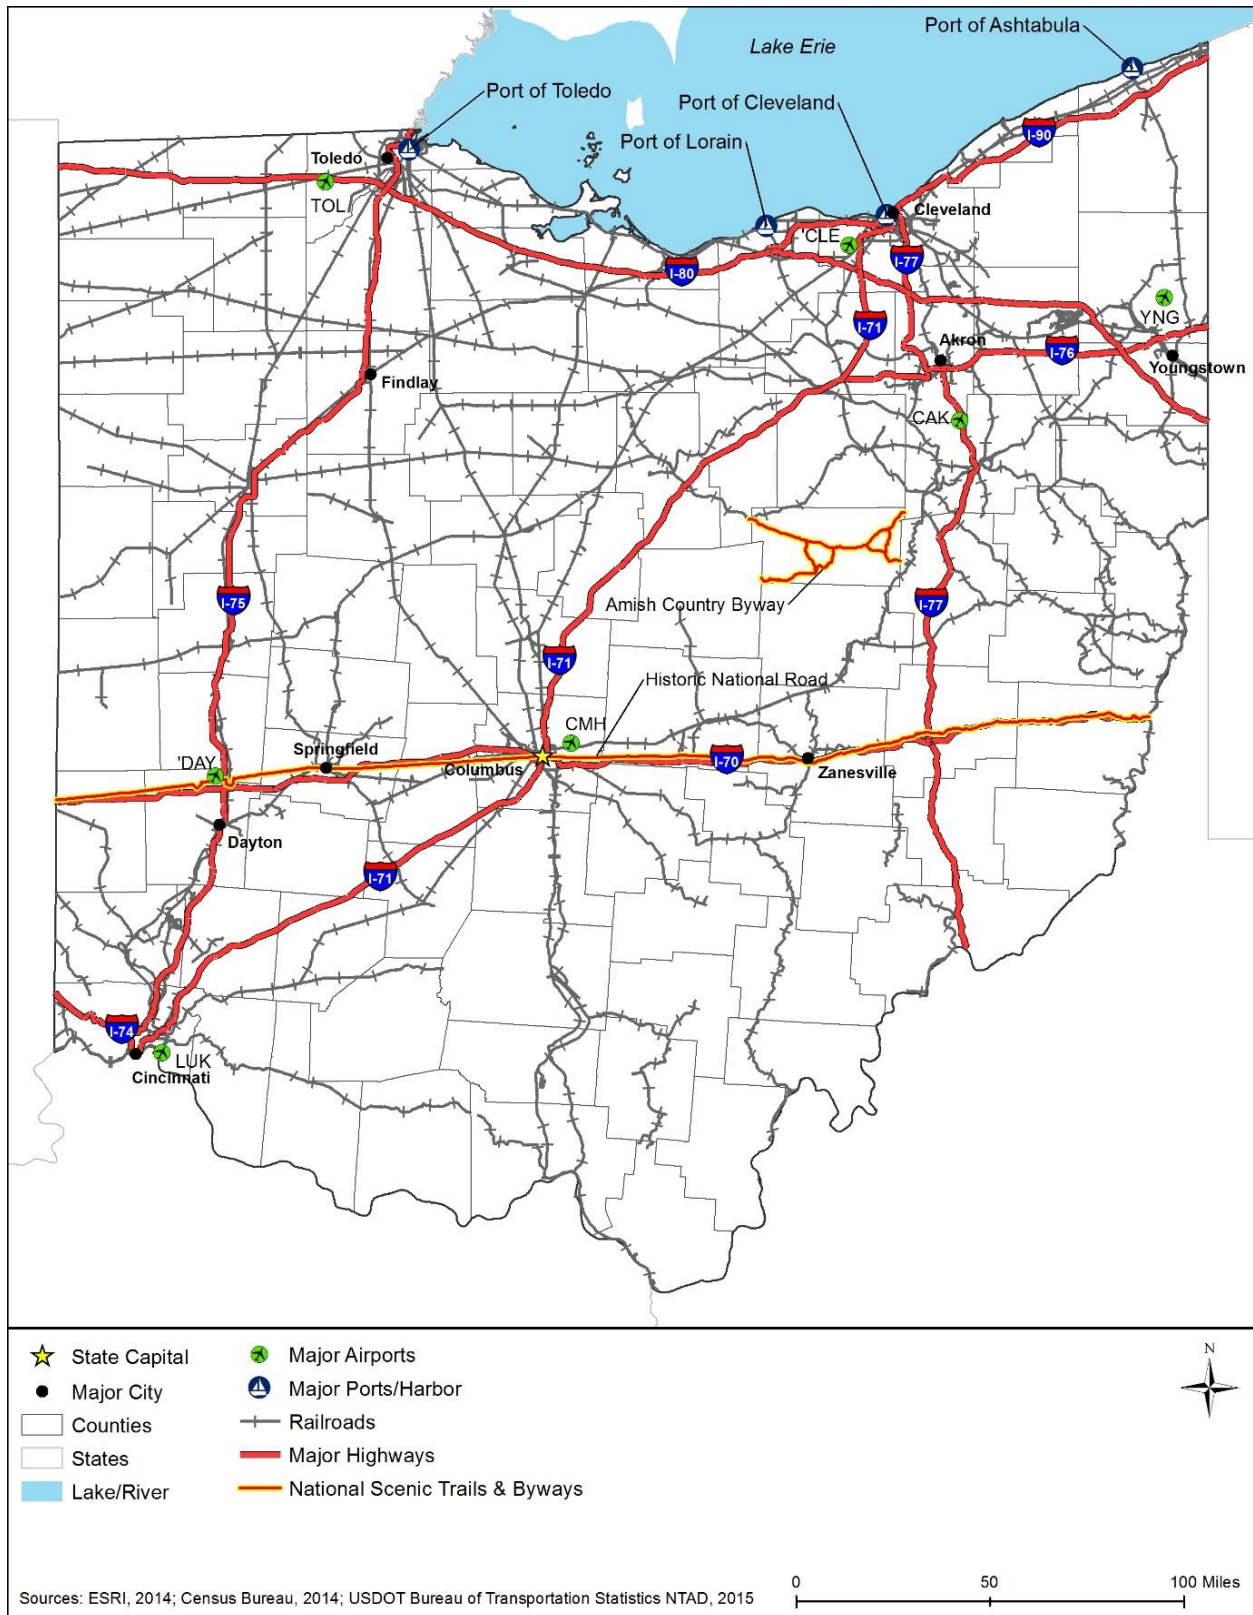 Port of Ashtabula
Lake Erie
Port of Toledo
Port of Cleveland
Port of Lorain
I-90
Toledo
TOL
Cleveland
'CLE
I-77
I-80
YNG
I-71
Akron
I-76
Youngstown
Findlay
CAK
I-75
Amish Country Byway
I-77
I-71
Historic National Road
CMH
Springfield
'DAY
Columbus
I-70
Zanesville
Dayton
I-71
I-74
LUK
Cincinnati
State Capital
Major Airports
Major City
Major Ports/Harbor
Counties
Railroads
States
Major Highways
Lake/River
National Scenic Trails & Byways
N
Sources: ESRI, 2014; Census Bureau, 2014; USDOT Bureau of Transportation Statistics NTAD, 2015
0 50 100 Miles